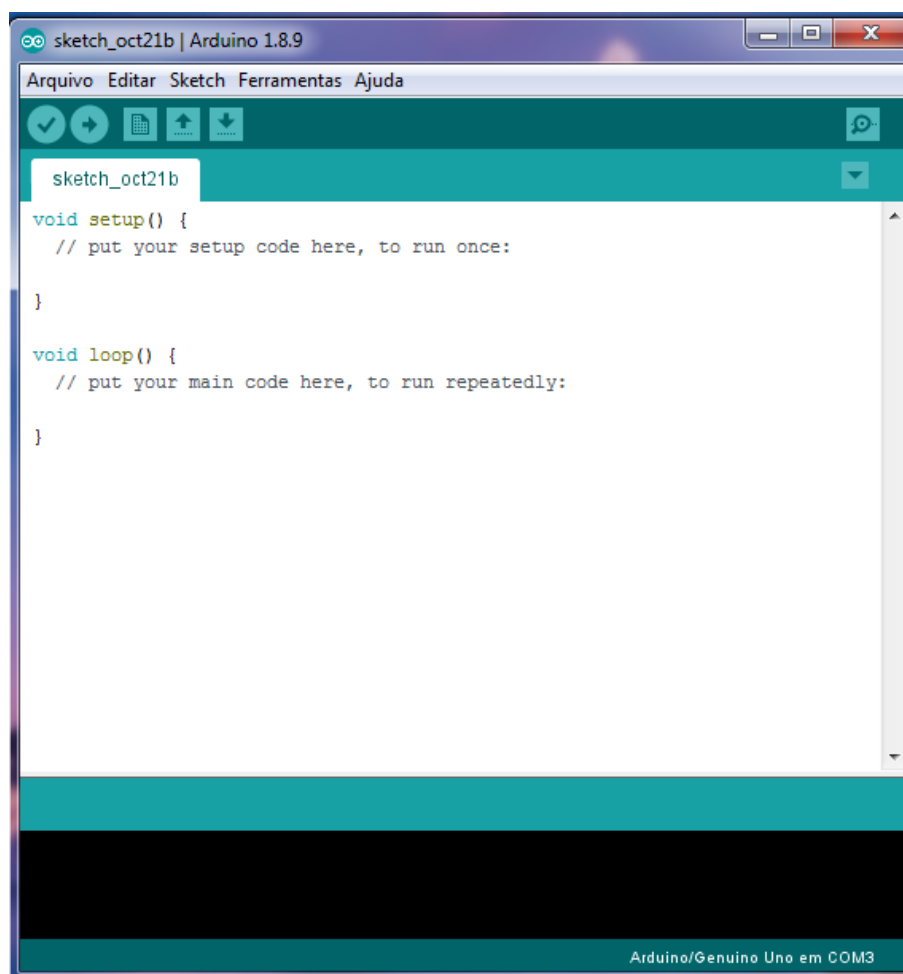 sketch_oct21b | Arduino 1.8.9
Arquivo Editar Sketch Ferramentas Ajuda
sketch_oct21b
void setup() {
  // put your setup code here, to run once:
}
void loop() {
  // put your main code here, to run repeatedly:
}
Arduino/Genuino Uno em COM3